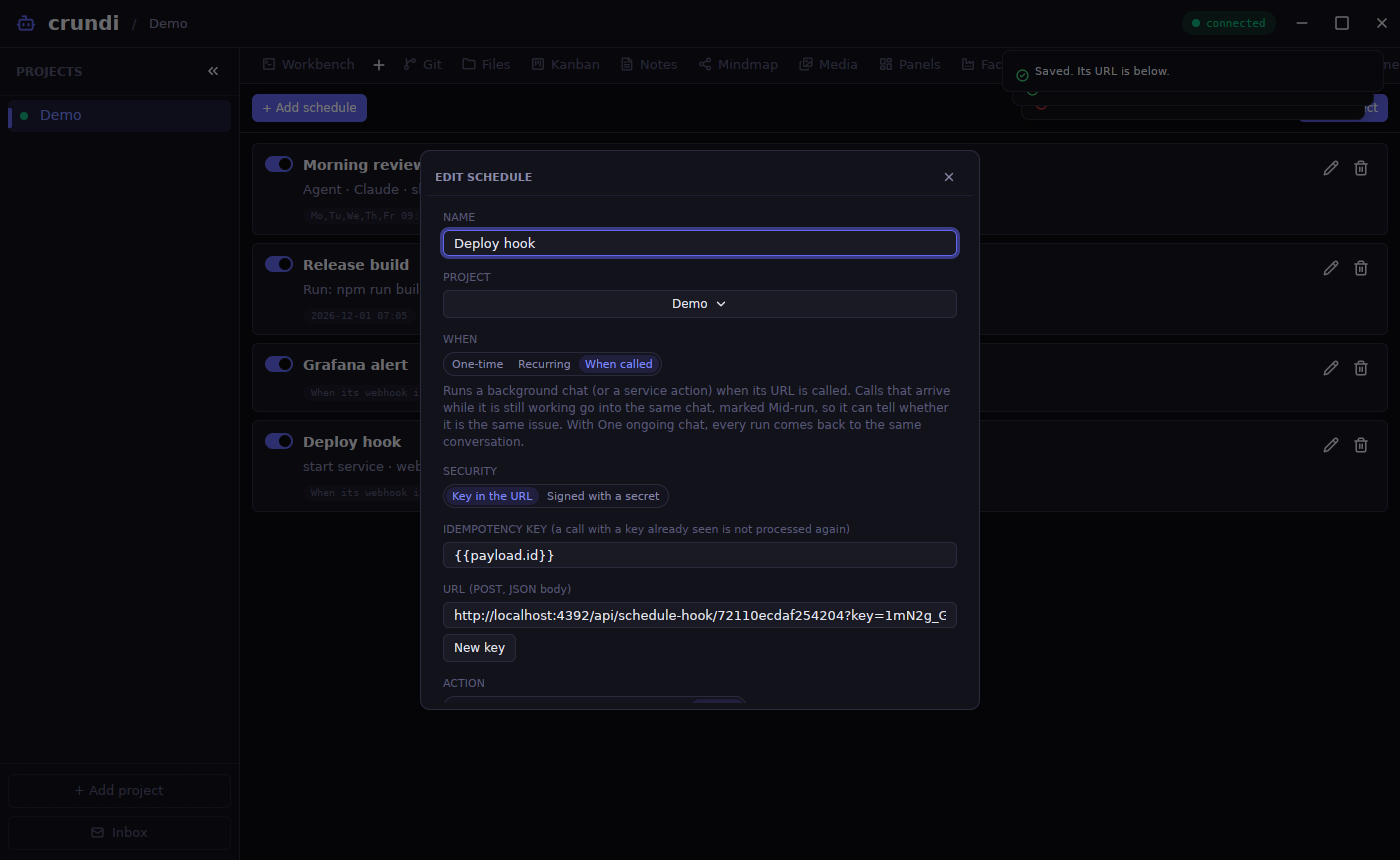 crundi / Demo
connected
PROJECTS
Demo
+ Add project
Inbox
Workbench
Git
Files
Kanban
Notes
Mindmap
Media
Panels
Saved. Its URL is below.
+ Add schedule
Morning review
Agent · Claude
Mo,Tu,We,Th,Fr
Release build
Run: npm run
2026-12-01 07:05
Grafana alert
When its webhook
Deploy hook
start service
When its webhook
EDIT SCHEDULE
NAME
Deploy hook
PROJECT
Demo
WHEN
One-time Recurring When called
Runs a background chat (or a service action) when its URL is called. Calls that arrive
while it is still working go into the same chat, marked Mid-run, so it can tell whether
it is the same issue. With One ongoing chat, every run comes back to the same
conversation.
SECURITY
Key in the URL Signed with a secret
IDEMPOTENCY KEY (a call with a key already seen is not processed again)
{{payload.id}}
URL (POST, JSON body)
http://localhost:4392/api/schedule-hook/72110ecdaf254204?key=1mN2g_G
New key
ACTION